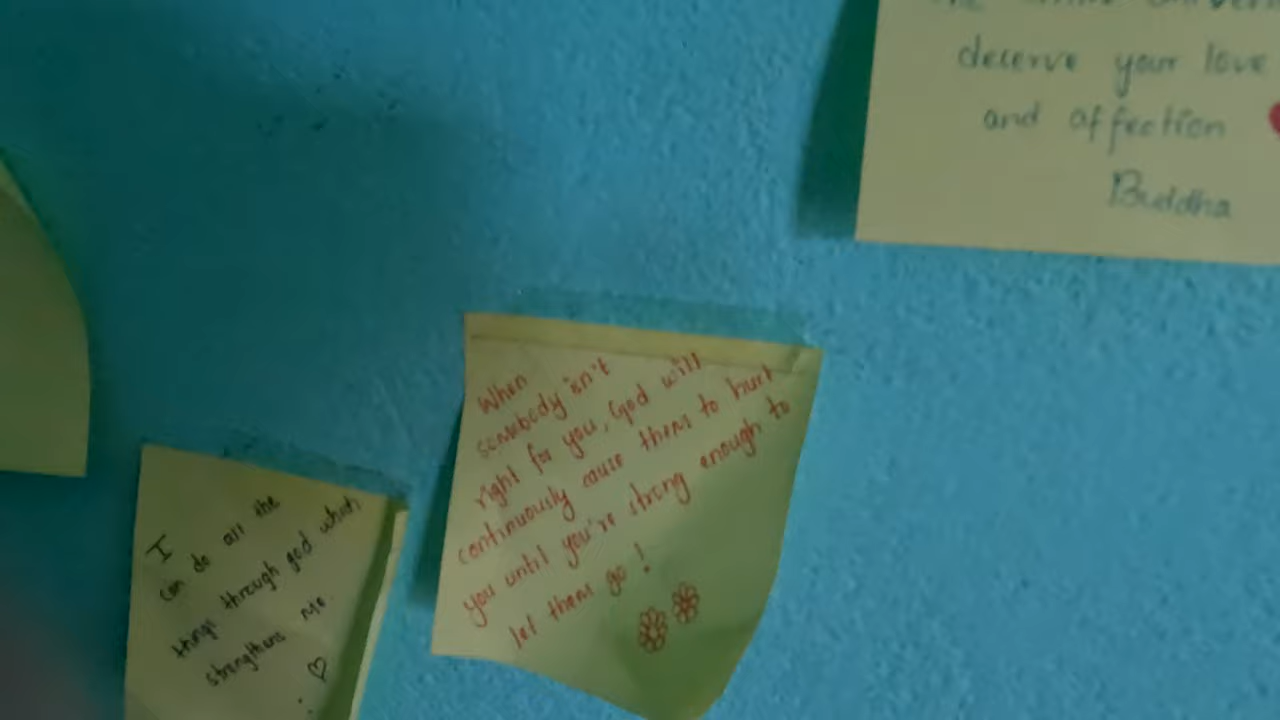 deserve your love
and affection
Buddha
When
somebody isn't
right for you, God will
continuously cause them to hurt
you until you're strong enough to
let them go!
I
can do all the
things through god which
strengthens me.